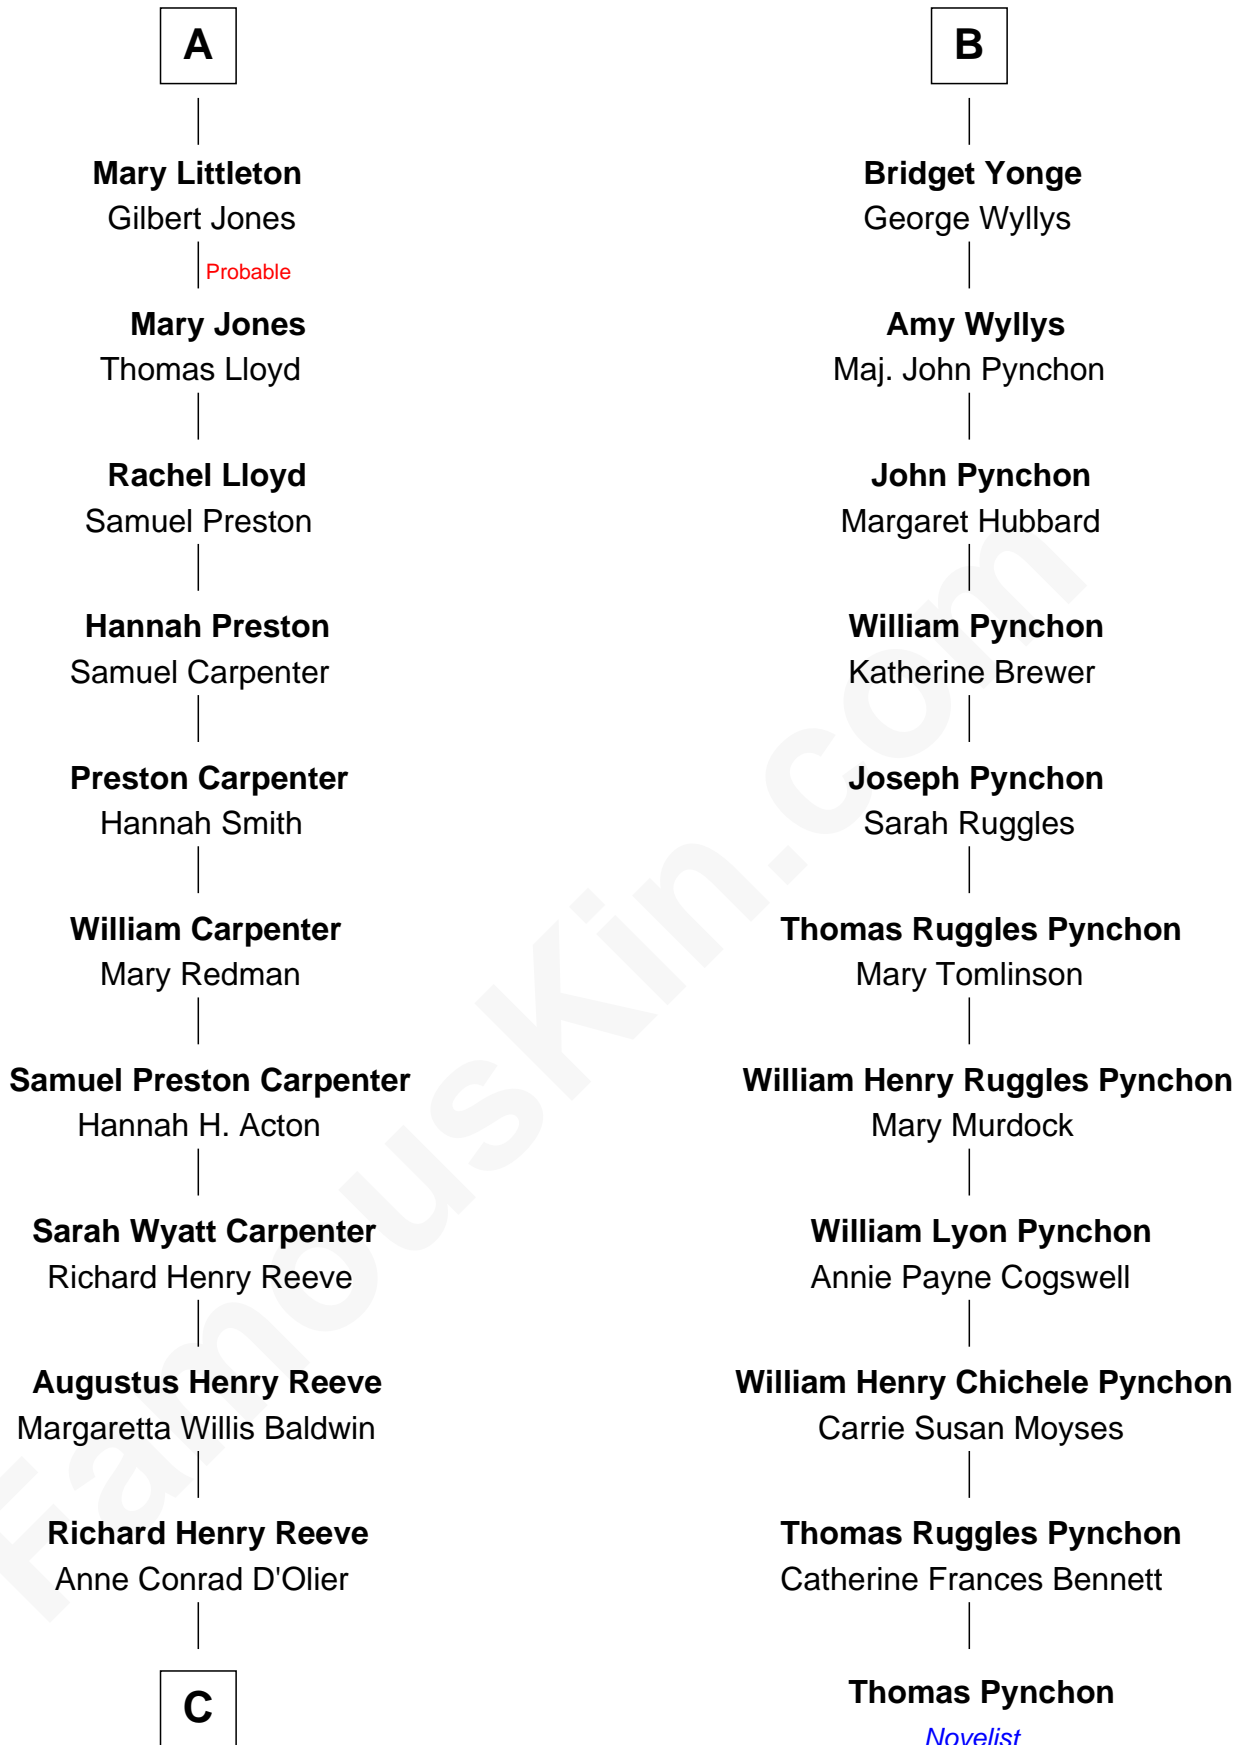 A
Mary Littleton
Gilbert Jones
Probable
Mary Jones
Thomas Lloyd
Rachel Lloyd
Samuel Preston
Hannah Preston
Samuel Carpenter
Preston Carpenter
Hannah Smith
William Carpenter
Mary Redman
Samuel Preston Carpenter
Hannah H. Acton
Sarah Wyatt Carpenter
Richard Henry Reeve
Augustus Henry Reeve
Margaretta Willis Baldwin
Richard Henry Reeve
Anne Conrad D'Olier
C
B
Bridget Yonge
George Wyllys
Amy Wyllys
Maj. John Pynchon
John Pynchon
Margaret Hubbard
William Pynchon
Katherine Brewer
Joseph Pynchon
Sarah Ruggles
Thomas Ruggles Pynchon
Mary Tomlinson
William Henry Ruggles Pynchon
Mary Murdock
William Lyon Pynchon
Annie Payne Cogswell
William Henry Chichele Pynchon
Carrie Susan Moyses
Thomas Ruggles Pynchon
Catherine Frances Bennett
Thomas Pynchon
Novelist
FamousKin.com